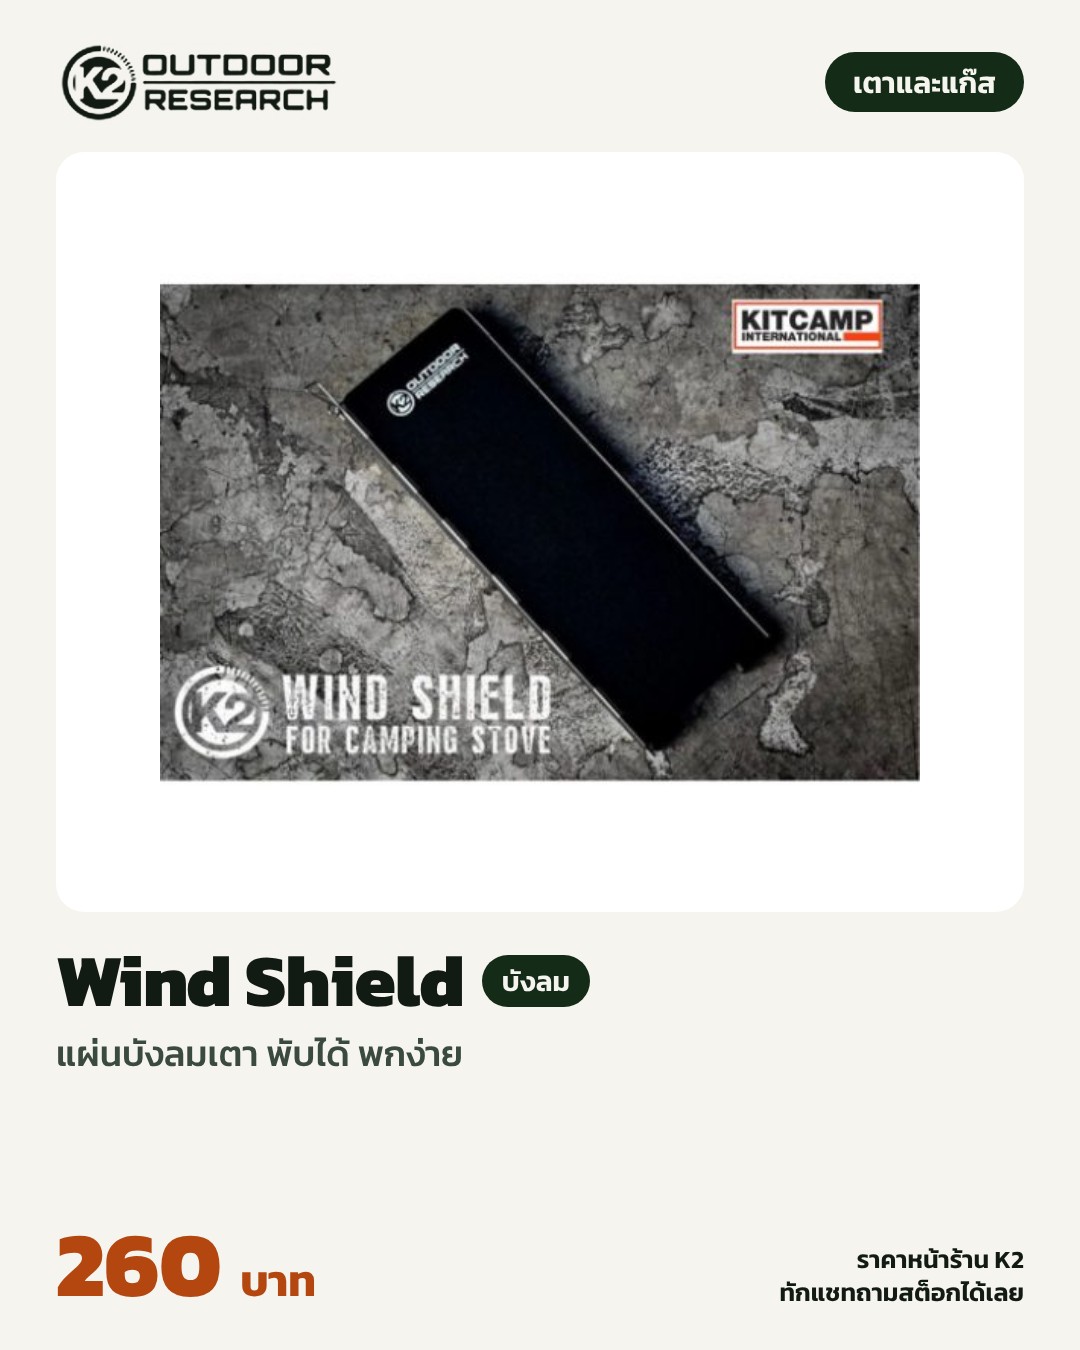 K2 OUTDOOR
RESEARCH
เตาและแก๊ส
KITCAMP
INTERNATIONAL
K2 OUTDOOR
RESEARCH
K2 WIND SHIELD
FOR CAMPING STOVE
Wind Shield บังลม
แผ่นบังลมเตา พับได้ พกง่าย
260 บาท
ราคาหน้าร้าน K2
ทักแชทถามสต็อกได้เลย